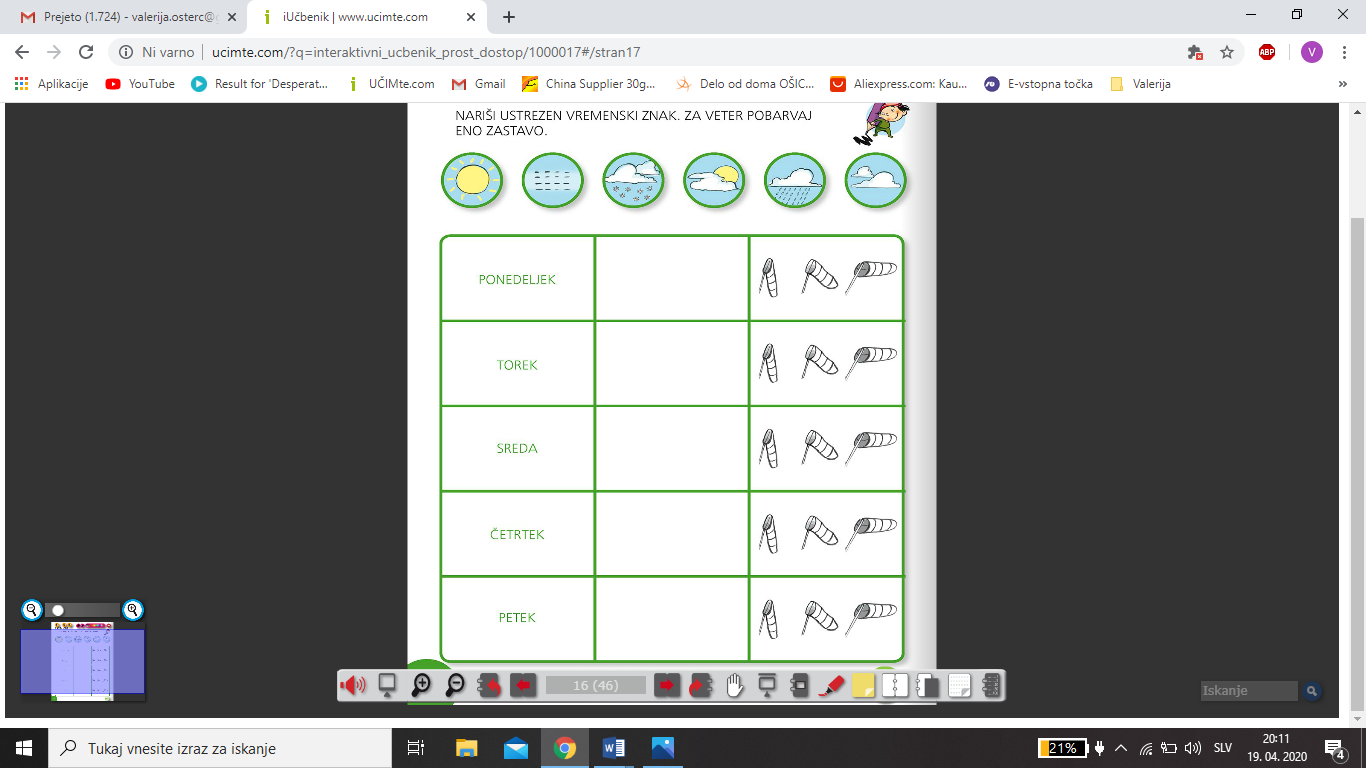 Prejeto (1.724) - valerija.osterc@g
iUčbenik | www.ucimte.com
Ni varno
ucimte.com/?q=interaktivni_ucbenik_prost_dostop/1000017#/stran17
ABP
V
Aplikacije
YouTube
Result for 'Desperat...
UČIMte.com
Gmail
China Supplier 30g...
Delo od doma OŠIC...
Aliexpress.com: Kau...
E-vstopna točka
Valerija
»
NARIŠI USTREZEN VREMENSKI ZNAK. ZA VETER POBARVAJ
ENO ZASTAVO.
PONEDELJEK
TOREK
SREDA
ČETRTEK
PETEK
16 (46)
Iskanje
Tukaj vnesite izraz za iskanje
21%
SLV
20:11
19. 04. 2020
4